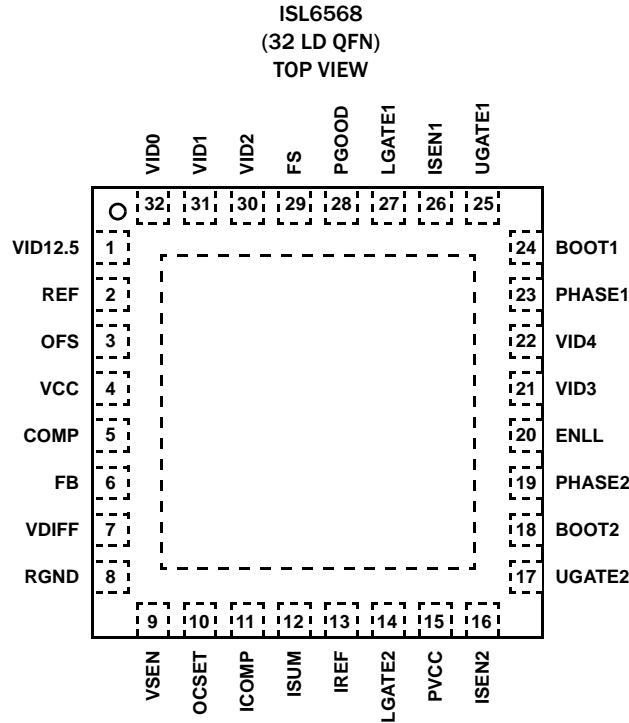 ISL6568
(32 LD QFN)
TOP VIEW
VID0 VID1 VID2 FS PGOOD LGATE1 ISEN1 UGATE1
32 31 30 29 28 27 26 25
VID12.5 1 24 BOOT1
REF 2 23 PHASE1
OFS 3 22 VID4
VCC 4 21 VID3
COMP 5 20 ENLL
FB 6 19 PHASE2
VDIFF 7 18 BOOT2
RGND 8 17 UGATE2
9 10 11 12 13 14 15 16
VSEN OCSET ICOMP ISUM IREF LGATE2 PVCC ISEN2